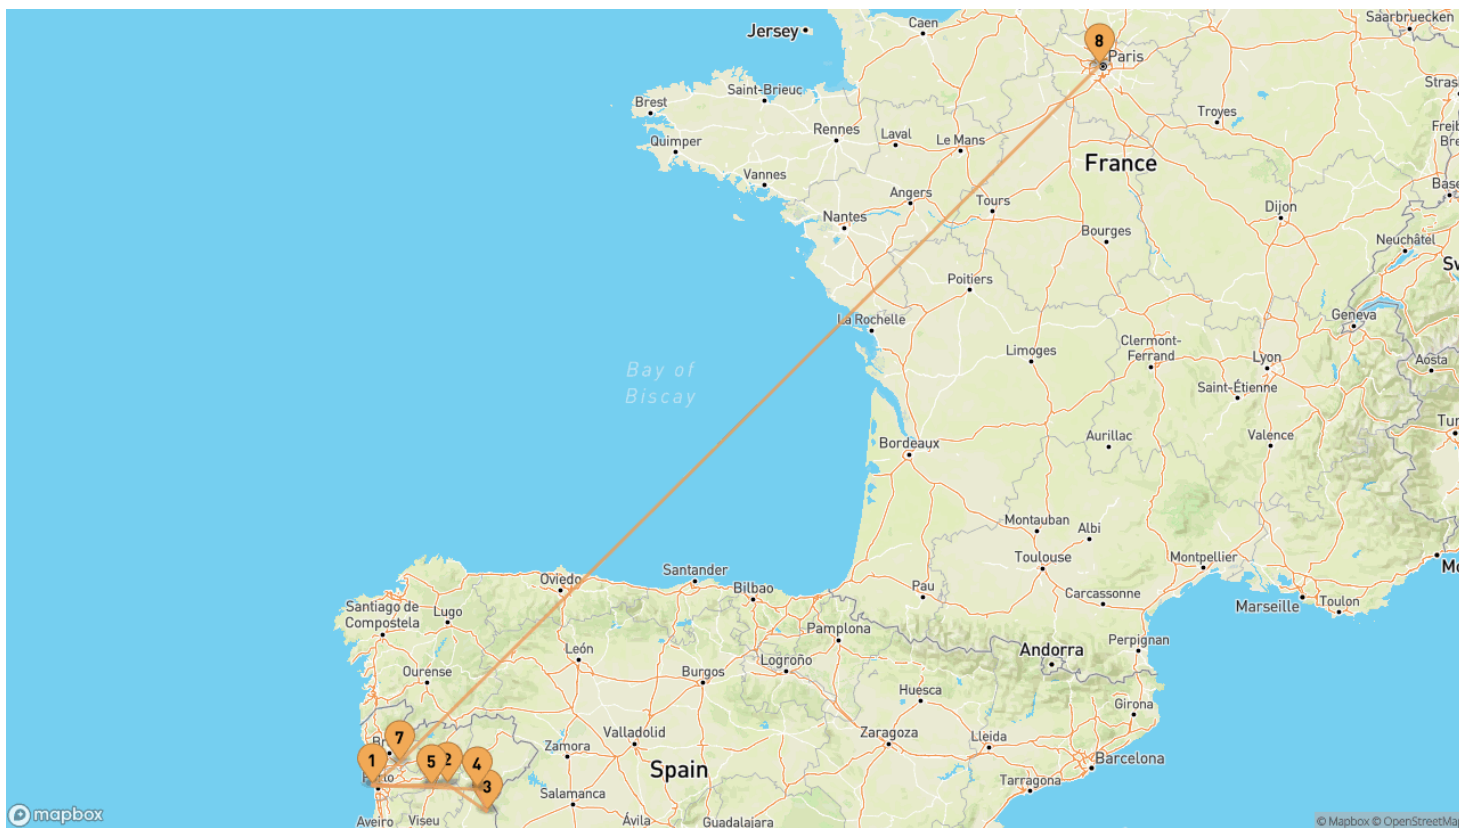 Jersey
Caen
Saarbruecken
8
Paris
Brest
Saint-Brieuc
Troyes
Rennes
Laval
Le Mans
Quimper
France
Vannes
Angers
Tours
Dijon
Nantes
Bourges
Neuchâtel
Poitiers
La Rochelle
Geneva
Limoges
Clermont-
Ferrand
Lyon
Aosta
Bay of
Biscay
Saint-Étienne
Bordeaux
Aurillac
Valence
Montauban
Albi
Toulouse
Montpellier
Oviedo
Santander
Bilbao
Pau
Carcassonne
Marseille
Toulon
Santiago de
Compostela
Lugo
Pamplona
Perpignan
Andorra
León
Logroño
Ourense
Burgos
Huesca
Girona
7
Valladolid
Zaragoza
Lleida
1
5
2
4
Zamora
Spain
Barcelona
3
Salamanca
Tarragona
mapbox
Aveiro
Viseu
Ávila
Guadalajara
© Mapbox © OpenStreetMa